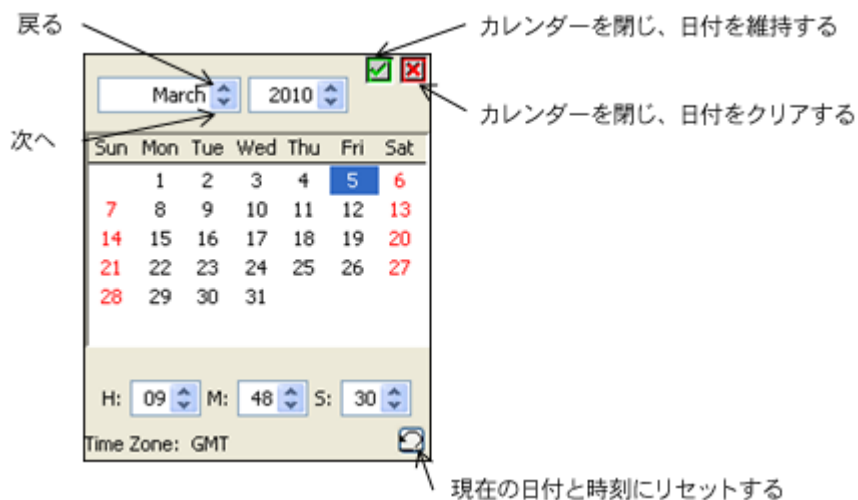 戻る
カレンダーを閉じ、日付を維持する
March 2010
カレンダーを閉じ、日付をクリアする
次へ
Sun Mon Tue Wed Thu Fri Sat
1 2 3 4 5 6
7 8 9 10 11 12 13
14 15 16 17 18 19 20
21 22 23 24 25 26 27
28 29 30 31
H: 09 M: 48 S: 30
Time Zone: GMT
現在の日付と時刻にリセットする